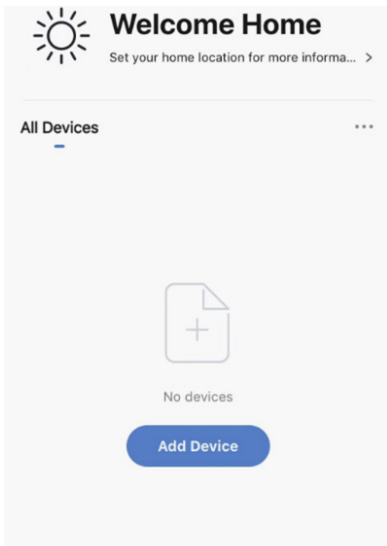 Welcome Home
Set your home location for more informa... >
All Devices
No devices
Add Device